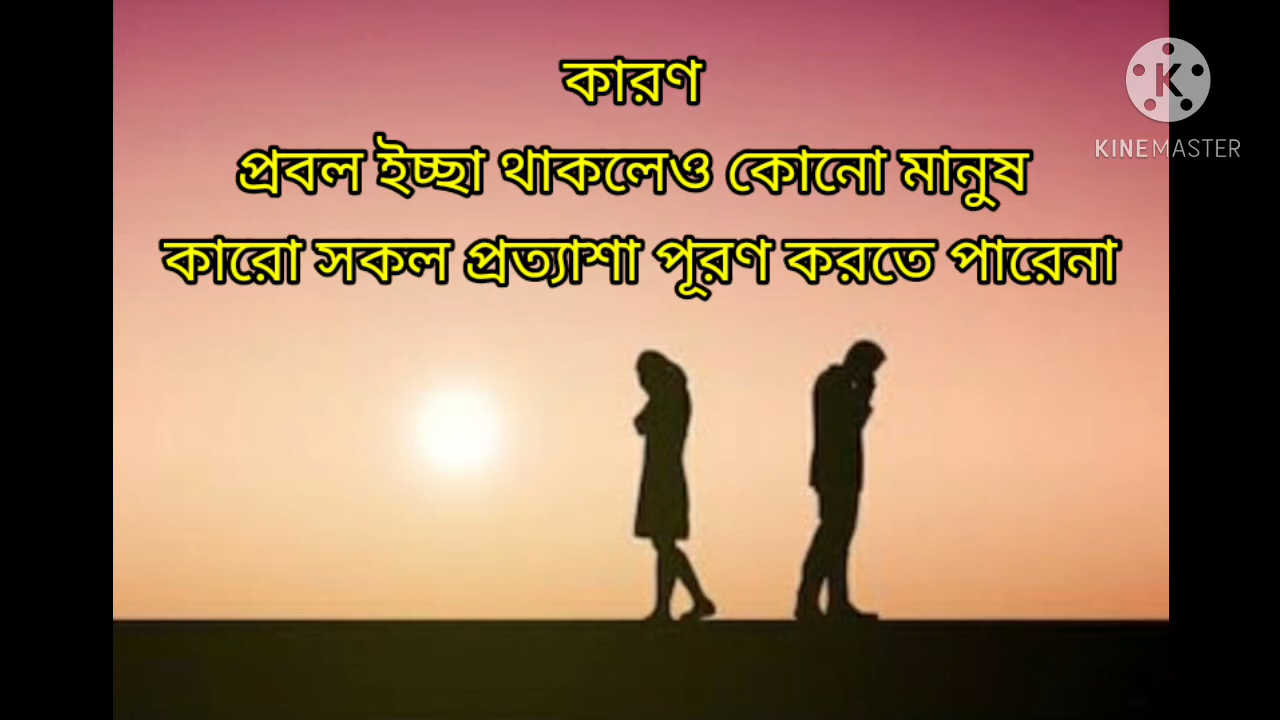 কারণ
প্রবল ইচ্ছা থাকলেও কোনো মানুষ
কারো সকল প্রত্যাশা পূরণ করতে পারেনা
K
KINEMASTER